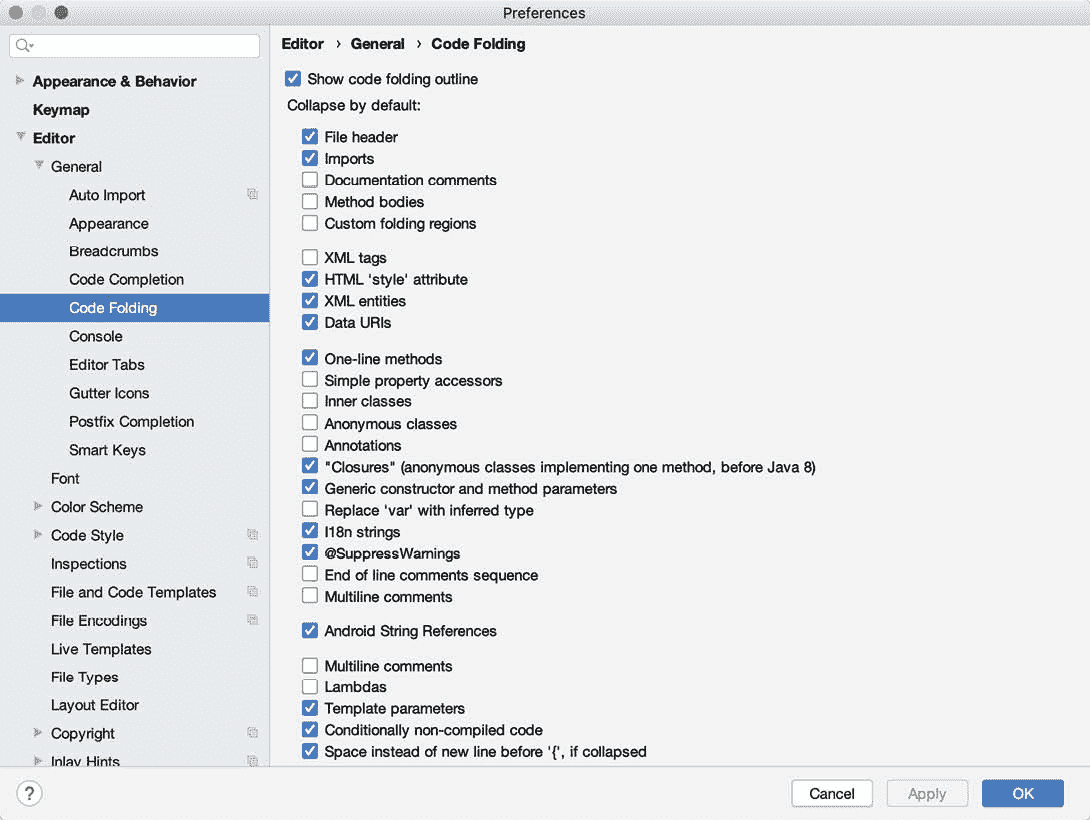 Preferences
Appearance & Behavior
Keymap
Editor
General
Auto Import
Appearance
Breadcrumbs
Code Completion
Code Folding
Console
Editor Tabs
Gutter Icons
Postfix Completion
Smart Keys
Font
Color Scheme
Code Style
Inspections
File and Code Templates
File Encodings
Live Templates
File Types
Layout Editor
Copyright
Inlay Hints
Editor › General › Code Folding
Show code folding outline
Collapse by default:
File header
Imports
Documentation comments
Method bodies
Custom folding regions
XML tags
HTML 'style' attribute
XML entities
Data URIs
One-line methods
Simple property accessors
Inner classes
Anonymous classes
Annotations
"Closures" (anonymous classes implementing one method, before Java 8)
Generic constructor and method parameters
Replace 'var' with inferred type
I18n strings
@SuppressWarnings
End of line comments sequence
Multiline comments
Android String References
Multiline comments
Lambdas
Template parameters
Conditionally non-compiled code
Space instead of new line before '{', if collapsed
?
Cancel
Apply
OK